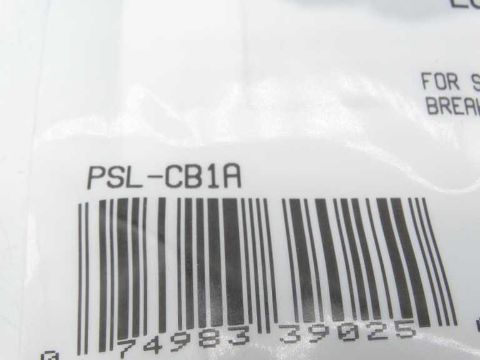 FOR S
BREAK
PSL-CB1A
0 74983 39025